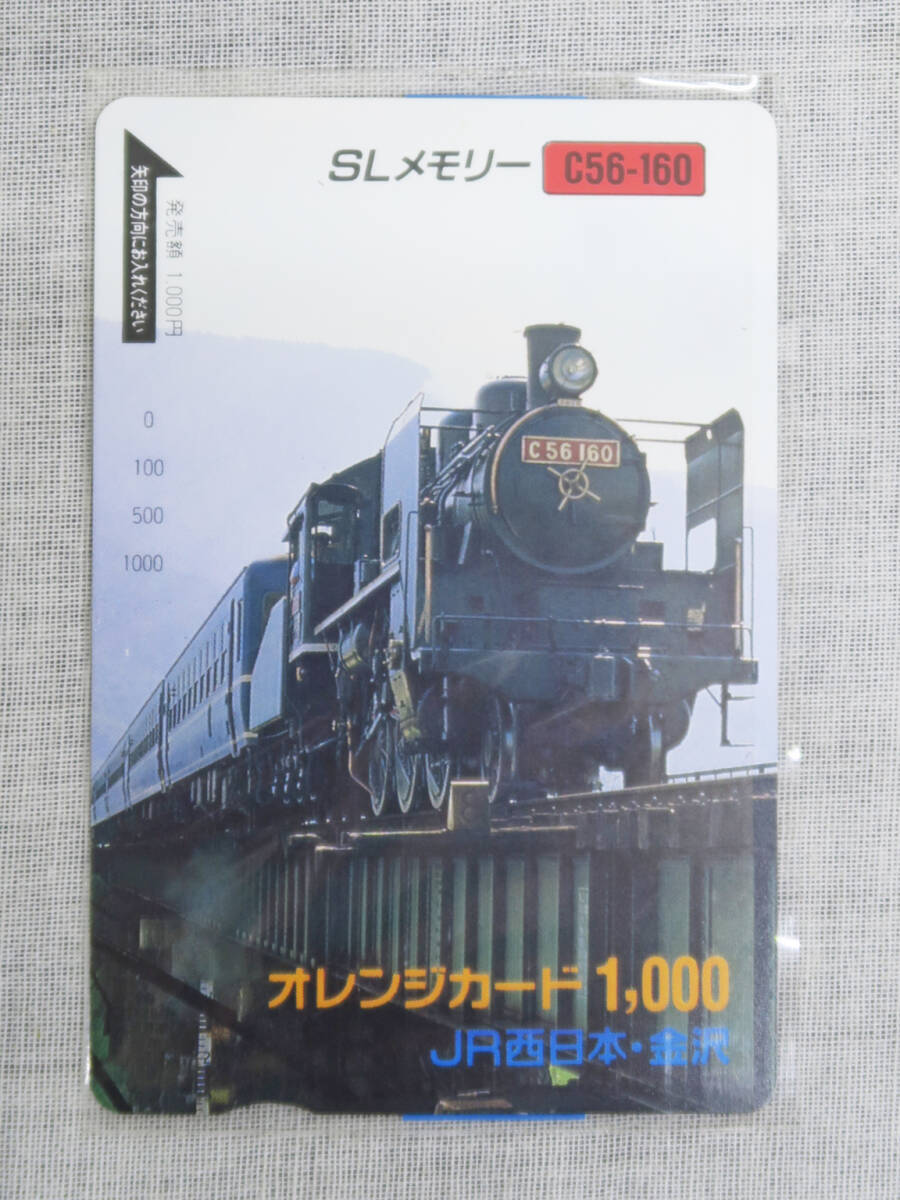 SLメモリー C56-160
矢印の方向にお入れください
発売額 1,000円
0
100
500
1000
C56 160
オレンジカード 1,000
JR西日本・金沢